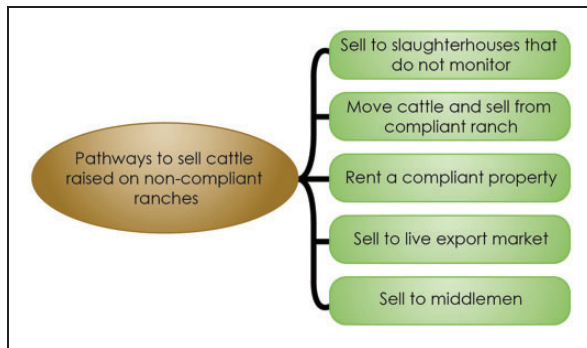 Sell to slaughterhouses that
do not monitor
Move cattle and sell from
compliant ranch
Pathways to sell cattle
raised on non-compliant
ranches
Rent a compliant property
Sell to live export market
Sell to middlemen